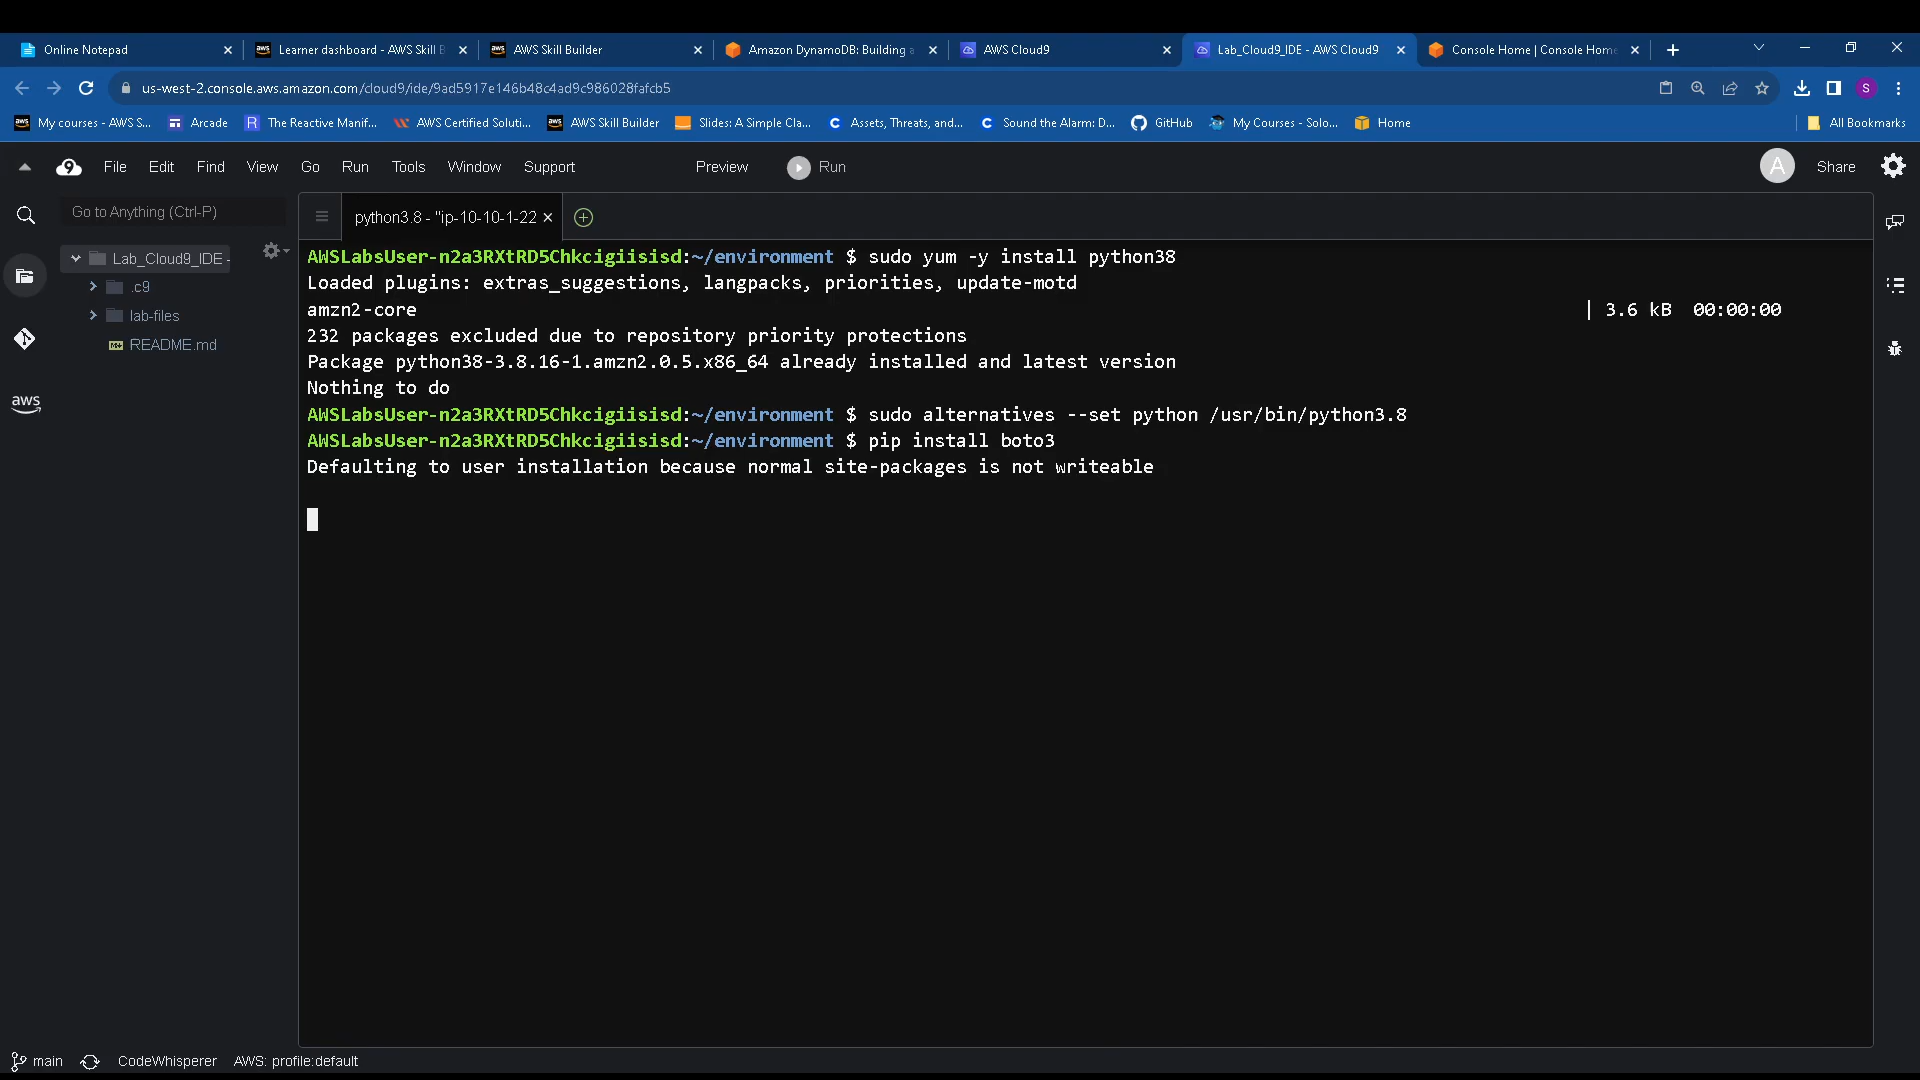 Online Notepad
Learner dashboard - AWS Skill B
AWS Skill Builder
Amazon DynamoDB: Building a
AWS Cloud9
Lab_Cloud9_IDE - AWS Cloud9
Console Home | Console Home
us-west-2.console.aws.amazon.com/cloud9/ide/9ad5917e146b48c4ad9c986028fafcb5
S
My courses - AWS S...
Arcade
The Reactive Manif...
AWS Certified Soluti...
AWS Skill Builder
Slides: A Simple Cla...
Assets, Threats, and...
Sound the Alarm: D...
GitHub
My Courses - Solo...
Home
All Bookmarks
9 File Edit Find View Go Run Tools Window Support Preview Run A Share
Go to Anything (Ctrl-P)
python3.8 - "ip-10-10-1-22
Lab_Cloud9_IDE -
.c9
lab-files
README.md
aws
AWSLabsUser-n2a3RXtRD5Chkcigiisisd:~/environment $ sudo yum -y install python38
Loaded plugins: extras_suggestions, langpacks, priorities, update-motd
amzn2-core | 3.6 kB 00:00:00
232 packages excluded due to repository priority protections
Package python38-3.8.16-1.amzn2.0.5.x86_64 already installed and latest version
Nothing to do
AWSLabsUser-n2a3RXtRD5Chkcigiisisd:~/environment $ sudo alternatives --set python /usr/bin/python3.8
AWSLabsUser-n2a3RXtRD5Chkcigiisisd:~/environment $ pip install boto3
Defaulting to user installation because normal site-packages is not writeable
main CodeWhisperer AWS: profile:default